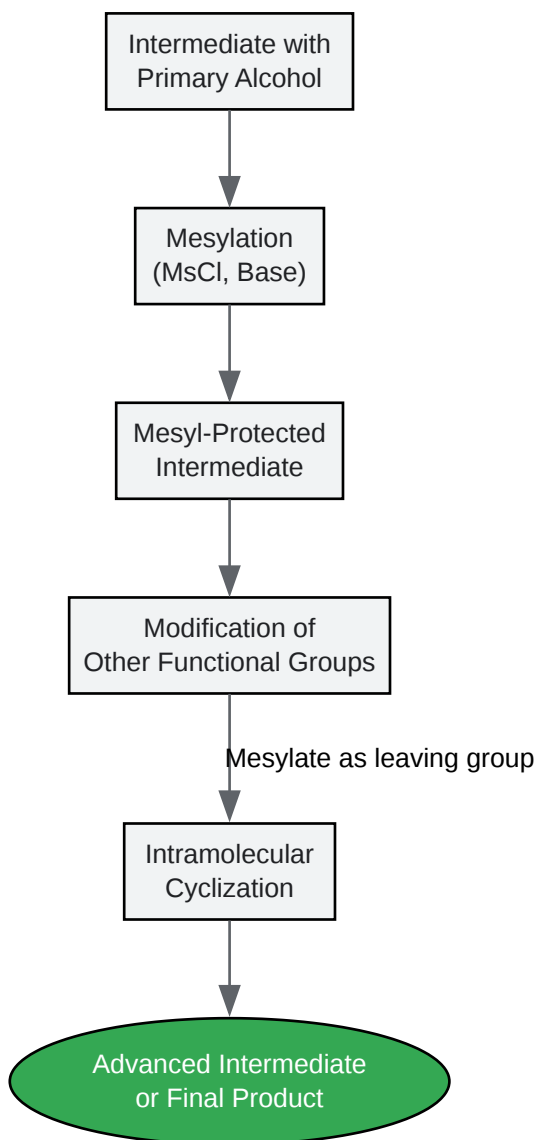 Intermediate with
Primary Alcohol
Mesylation
(MsCl, Base)
Mesyl-Protected
Intermediate
Modification of
Other Functional Groups
Mesylate as leaving group
Intramolecular
Cyclization
Advanced Intermediate
or Final Product